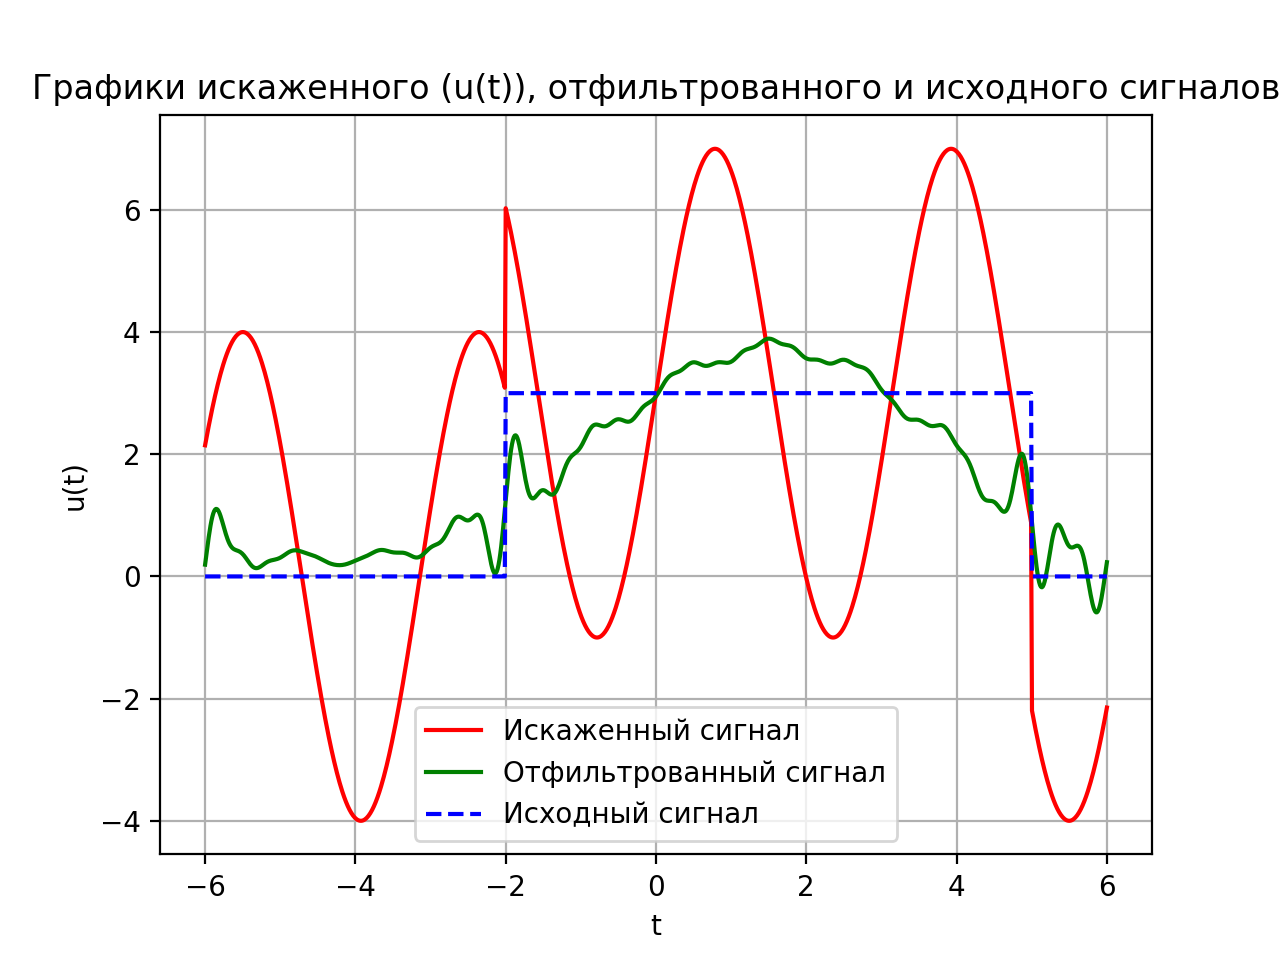 Графики искаженного (u(t)), отфильтрованного и исходного сигналов
6
4
2
0
−2
−4
u(t)
Искаженный сигнал
Отфильтрованный сигнал
Исходный сигнал
−6 −4 −2 0 2 4 6
t